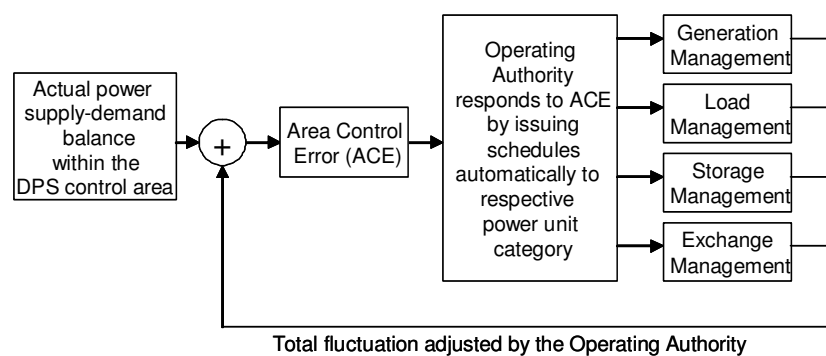 Actual power
supply-demand
balance
within the
DPS control area
+
Area Control
Error (ACE)
Operating
Authority
responds to ACE
by issuing
schedules
automatically to
respective
power unit
category
Generation
Management
Load
Management
Storage
Management
Exchange
Management
Total fluctuation adjusted by the Operating Authority